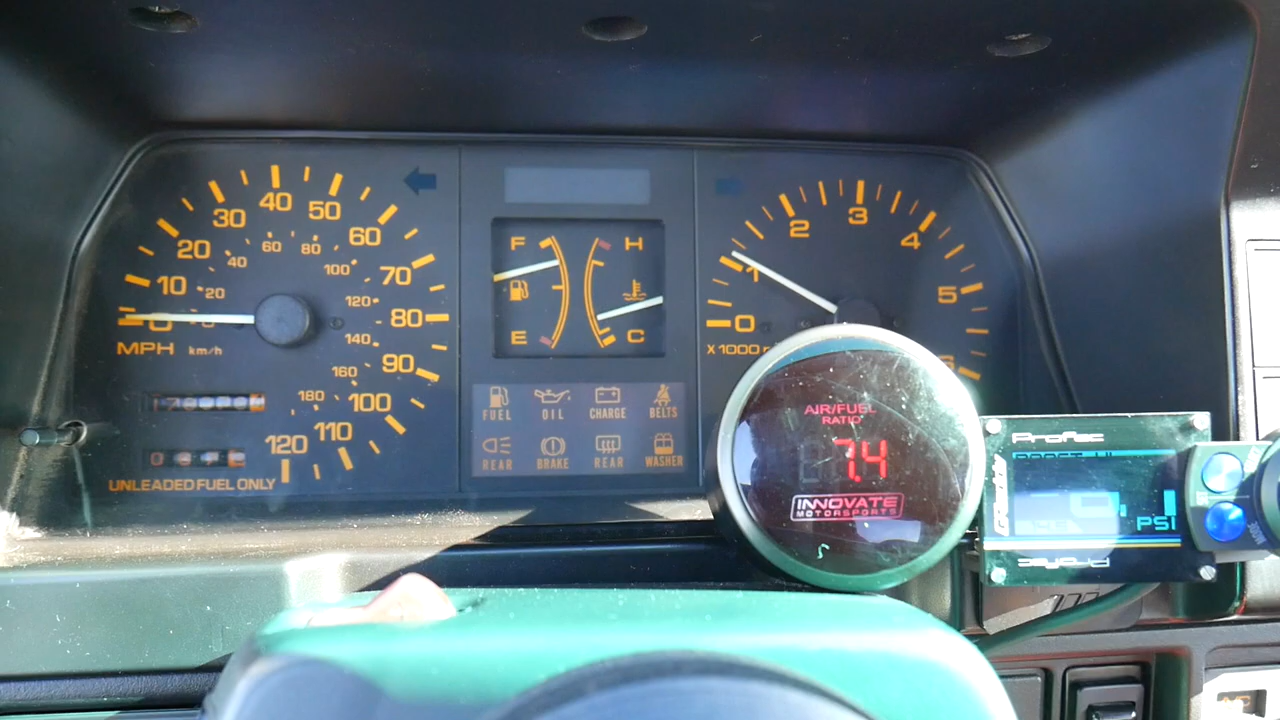 10 20 30 40 50 60 70 80 90 100 110 120
20 40 60 80 100 120 140 160 180
MPH km/h
UNLEADED FUEL ONLY
F H
E C
FUEL OIL CHARGE BELTS
REAR BRAKE REAR WASHER
0 1 2 3 4 5
X 1000
AIR/FUEL
RATIO
7.4
INNOVATE
MOTORSPORTS
Profec
GReddy
PSI
Profec